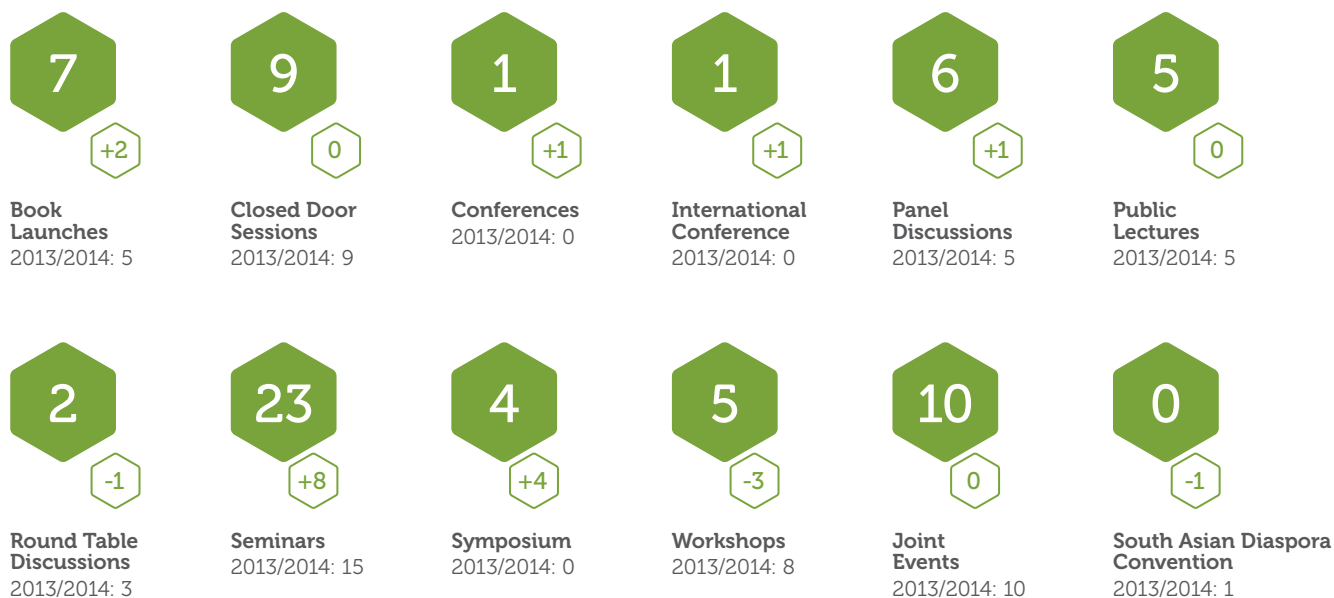 7
+2
Book
Launches
2013/2014: 5
9
0
Closed Door
Sessions
2013/2014: 9
1
+1
Conferences
2013/2014: 0
1
+1
International
Conference
2013/2014: 0
6
+1
Panel
Discussions
2013/2014: 5
5
0
Public
Lectures
2013/2014: 5
2
-1
Round Table
Discussions
2013/2014: 3
23
+8
Seminars
2013/2014: 15
4
+4
Symposium
2013/2014: 0
5
-3
Workshops
2013/2014: 8
10
0
Joint
Events
2013/2014: 10
0
-1
South Asian Diaspora
Convention
2013/2014: 1